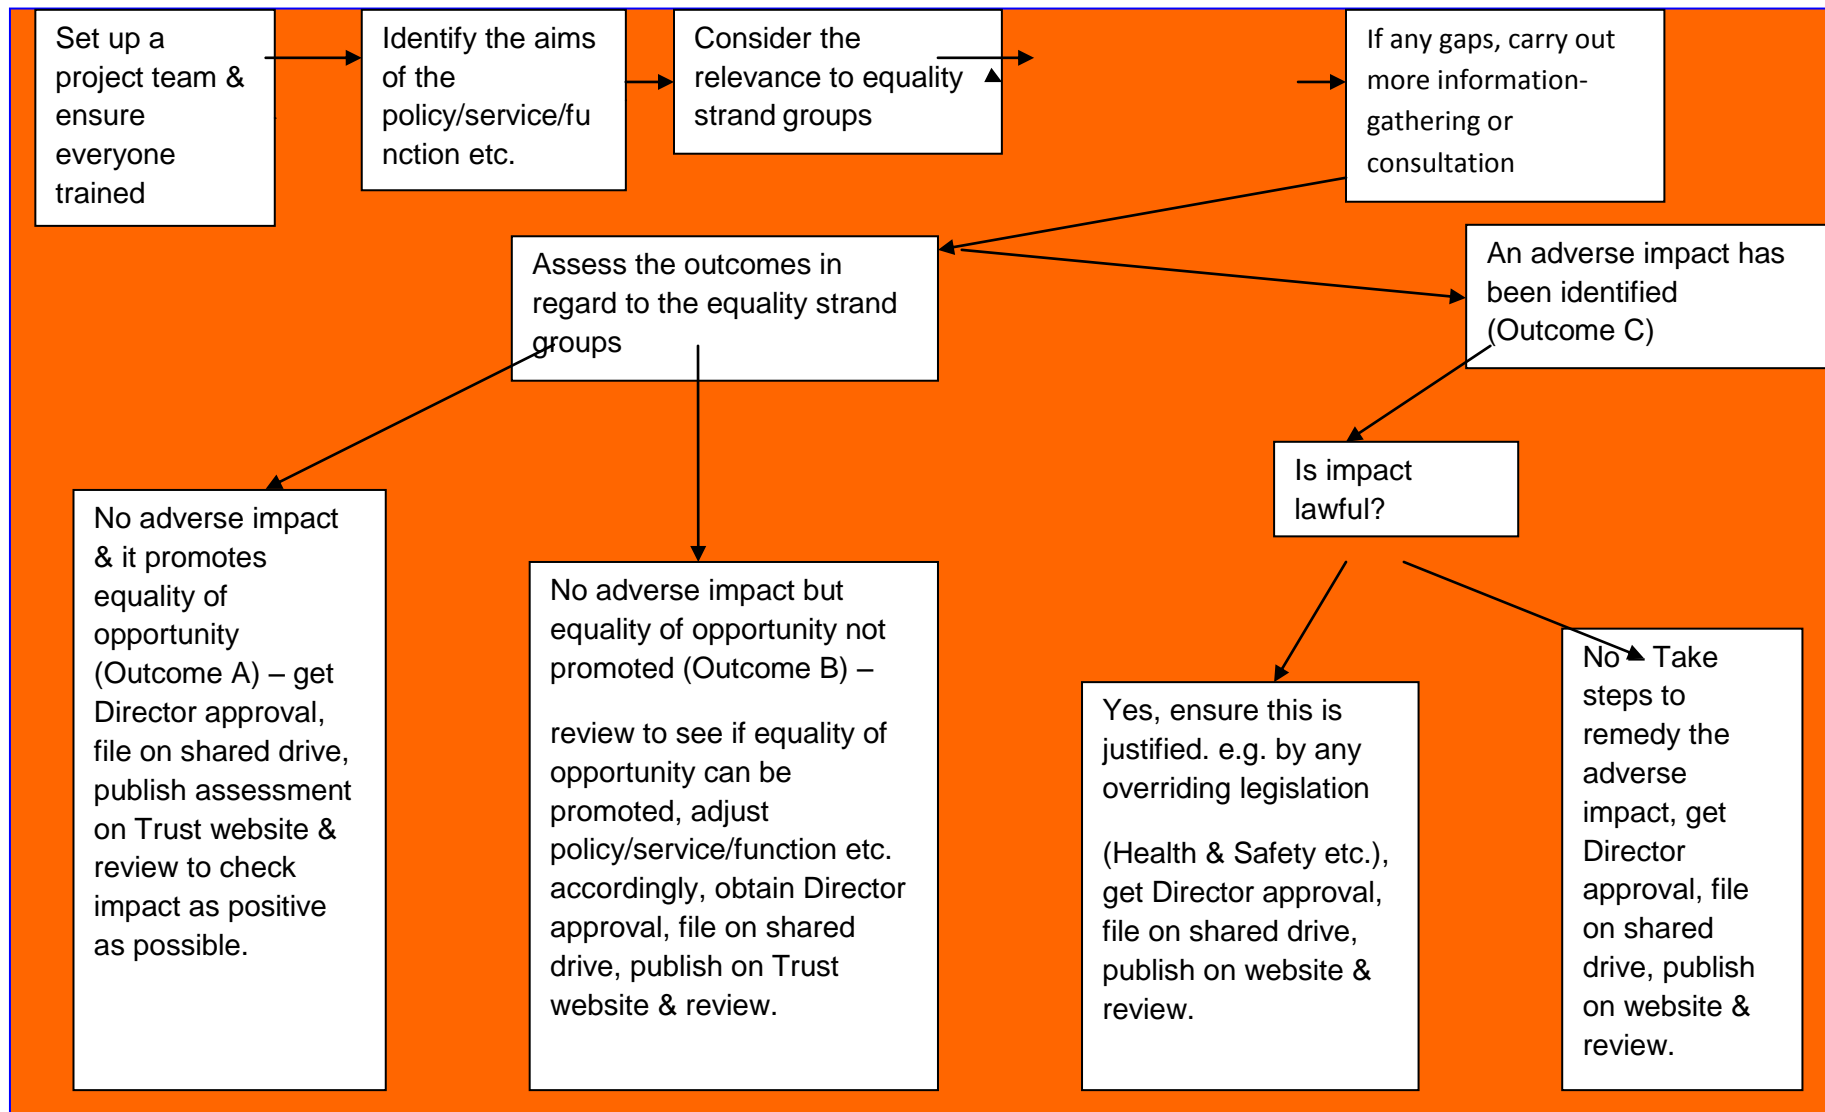 Set up a
project team &
ensure
everyone
trained
Identify the aims
of the
policy/service/fu
nction etc.
Consider the
relevance to equality
strand groups
If any gaps, carry out
more information-
gathering or
consultation
Assess the outcomes in
regard to the equality strand
groups
An adverse impact has
been identified
(Outcome C)
Is impact
lawful?
No adverse impact
& it promotes
equality of
opportunity
(Outcome A) – get
Director approval,
file on shared drive,
publish assessment
on Trust website &
review to check
impact as positive
as possible.
No adverse impact but
equality of opportunity not
promoted (Outcome B) –
review to see if equality of
opportunity can be
promoted, adjust
policy/service/function etc.
accordingly, obtain Director
approval, file on shared
drive, publish on Trust
website & review.
Yes, ensure this is
justified. e.g. by any
overriding legislation
(Health & Safety etc.),
get Director approval,
file on shared drive,
publish on website &
review.
No Take
steps to
remedy the
adverse
impact, get
Director
approval, file
on shared
drive, publish
on website &
review.